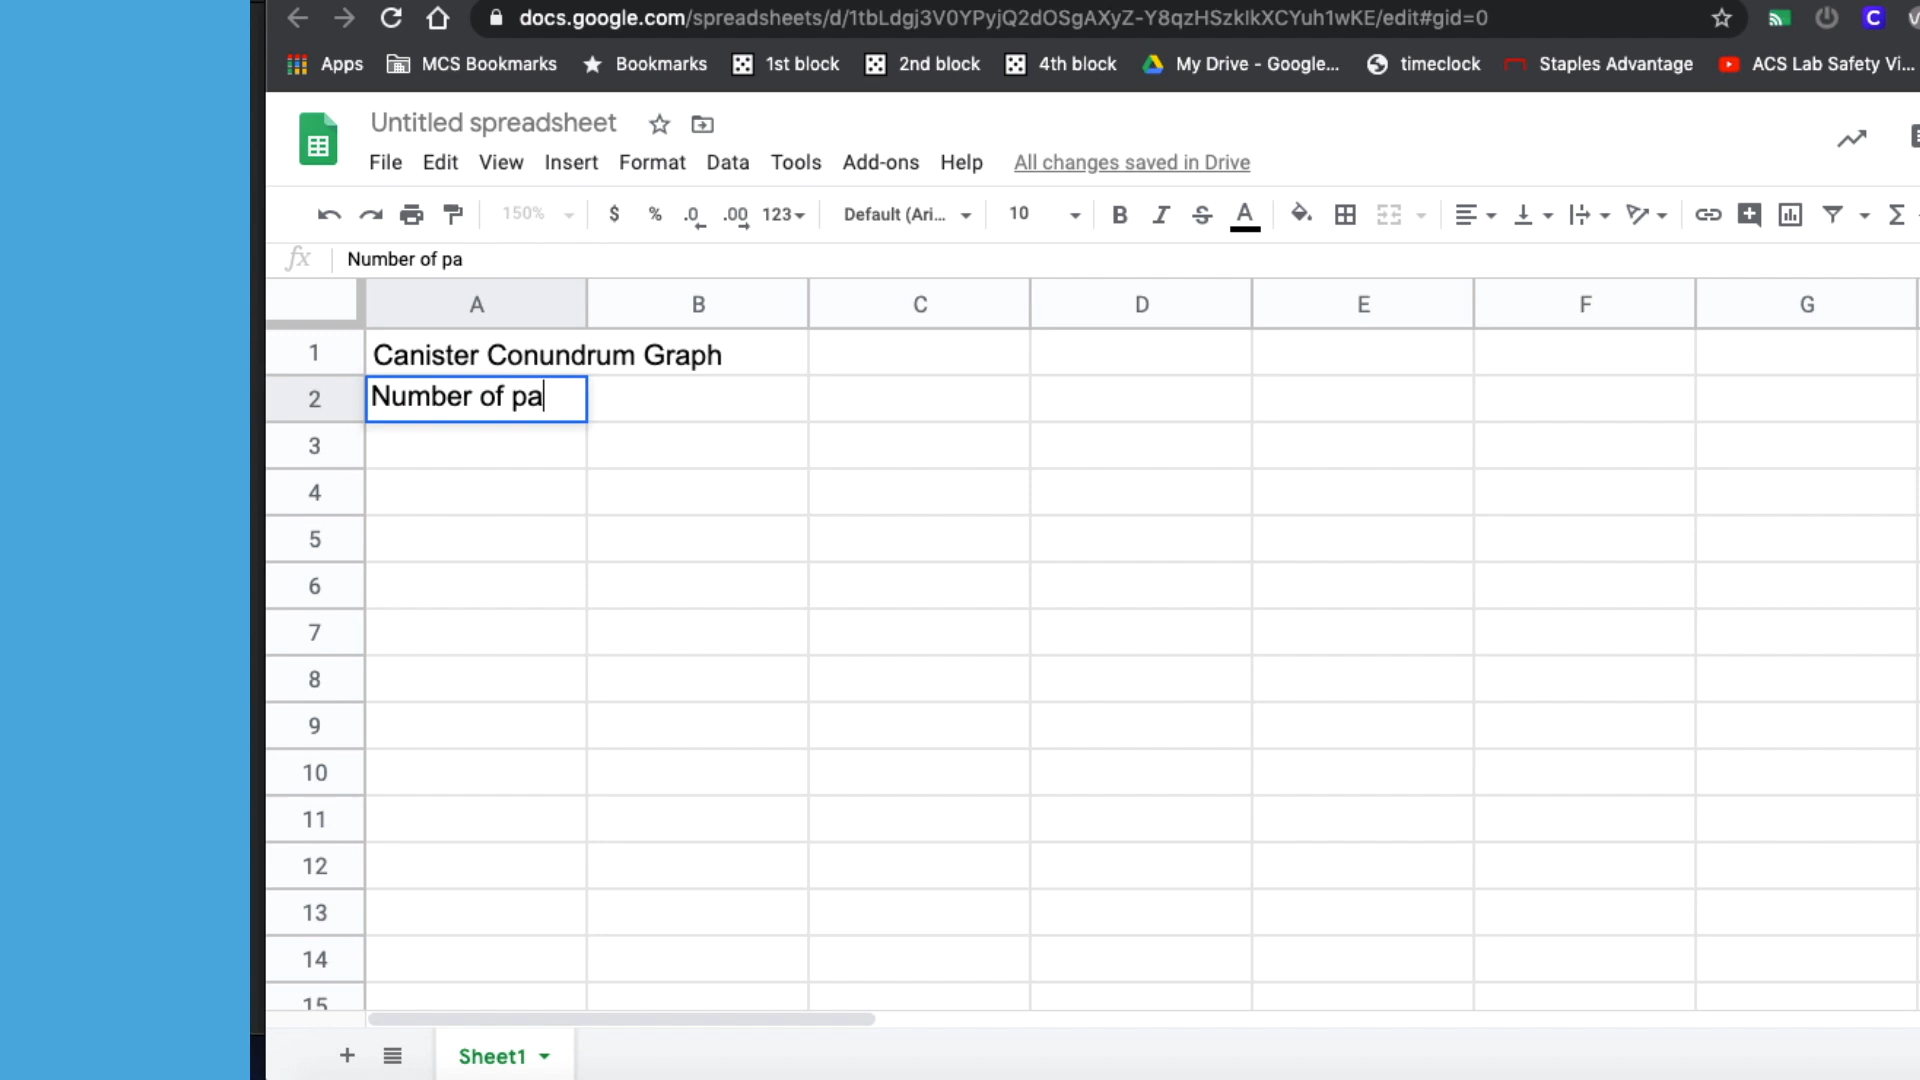 docs.google.com/spreadsheets/d/1tbLdgj3V0YPyjQ2dOSgAXyZ-Y8qzHSzkIkXCYuh1wKE/edit#gid=0
C
Apps MCS Bookmarks Bookmarks 1st block 2nd block 4th block My Drive - Google... timeclock Staples Advantage ACS Lab Safety Vi...
Untitled spreadsheet
File Edit View Insert Format Data Tools Add-ons Help All changes saved in Drive
150% $ % .0 .00 123 Default (Ari... 10 B I S A Σ
fx Number of pa
A B C D E F G
1 Canister Conundrum Graph
2 Number of pa
3
4
5
6
7
8
9
10
11
12
13
14
15
+ Sheet1